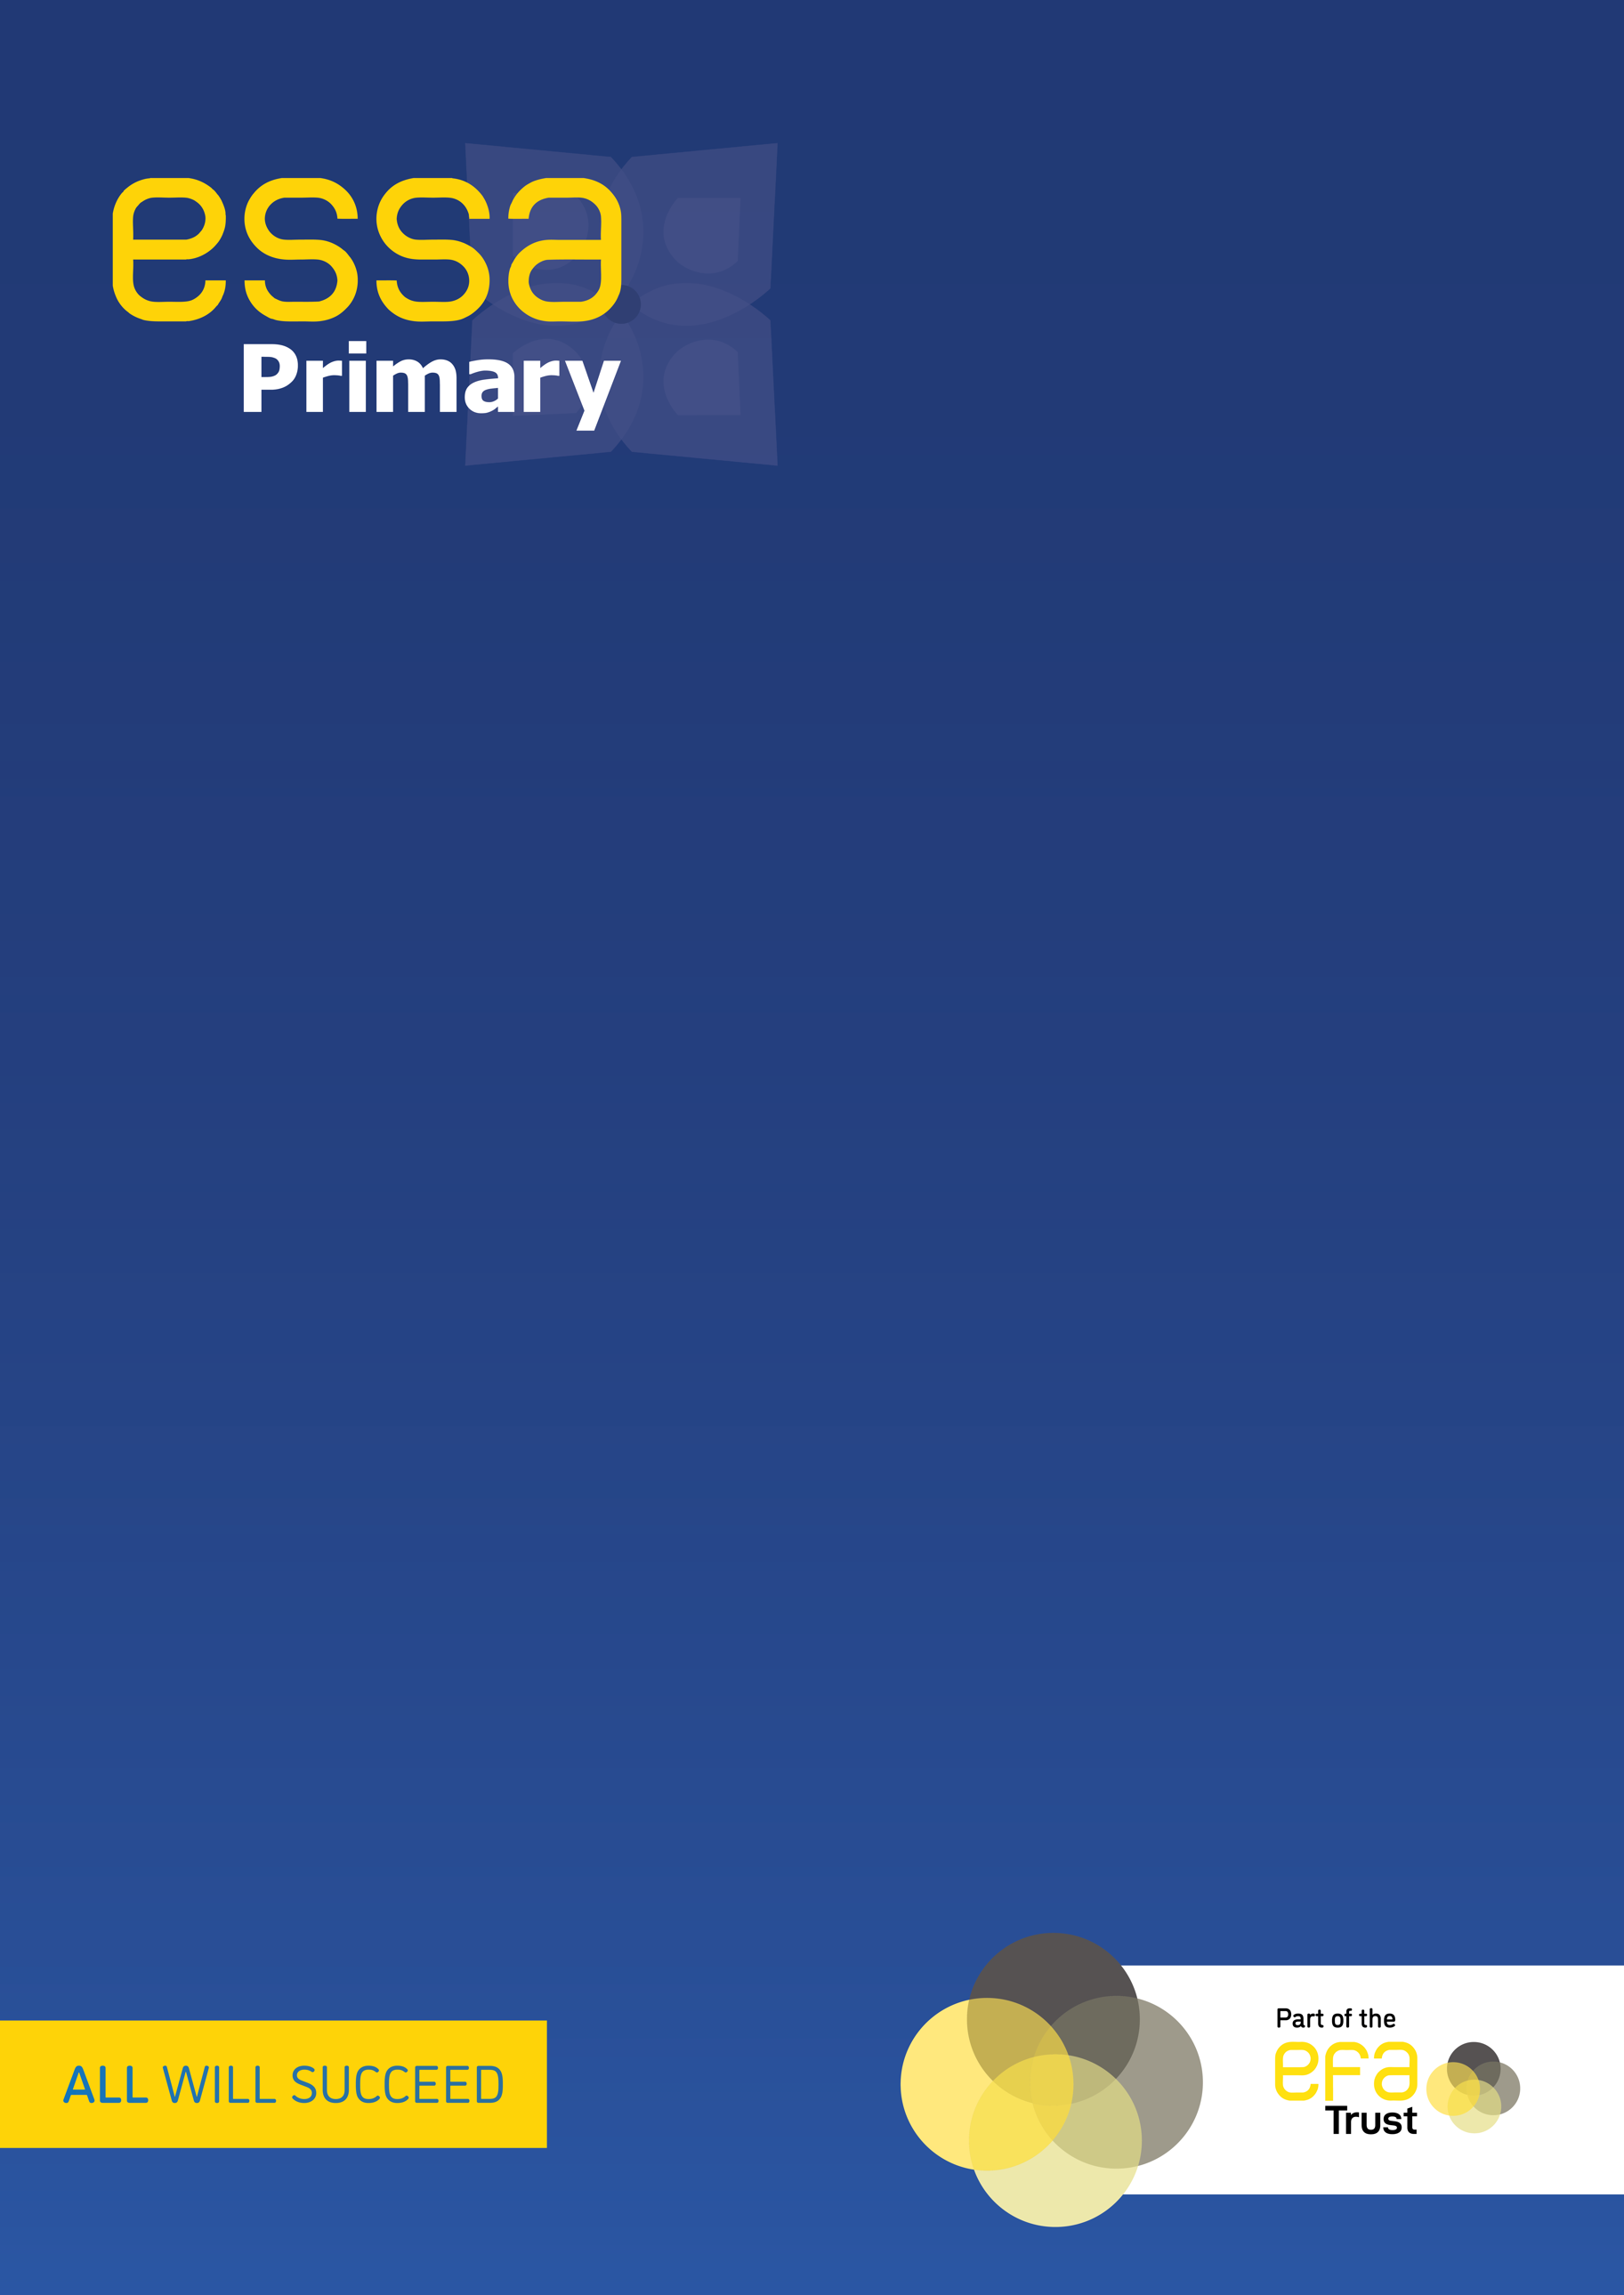 essa
Primary
ALL WILL SUCCEED
Part of the
efa
Trust